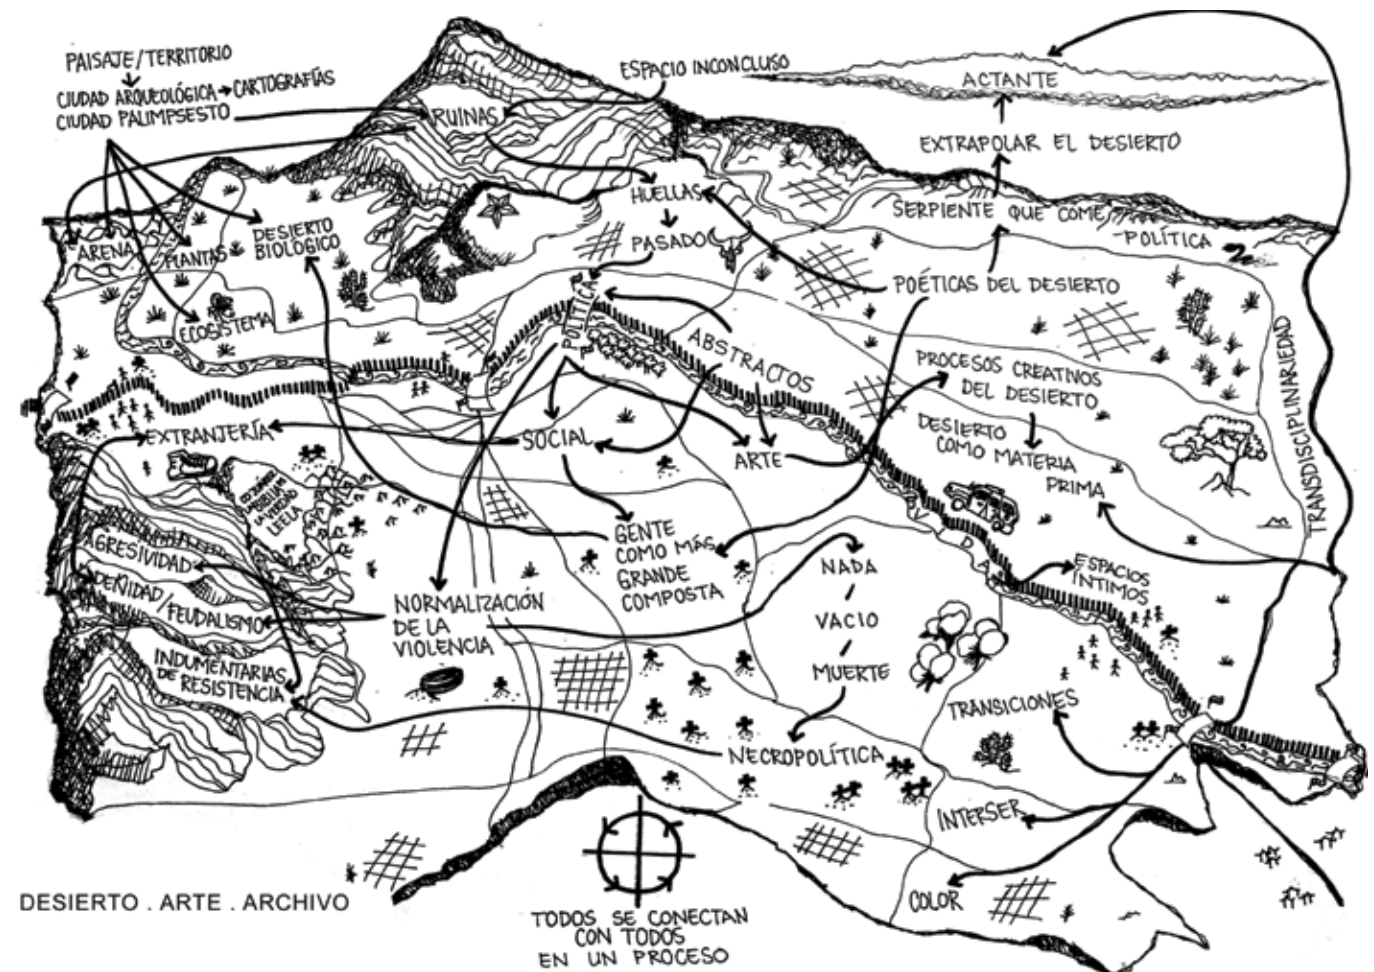 PAISAJE/TERRITORIO
CIUDAD ARQUEOLÓGICA → CARTOGRAFÍAS
CIUDAD PALIMPSESTO
RUINAS
ESPACIO INCONCLUSO
ACTANTE
EXTRAPOLAR EL DESIERTO
HUELLAS
SERPIENTE QUE COME
POLÍTICA
ARENA
PLANTAS
DESIERTO
BIOLÓGICO
PASADO
POÉTICAS DEL DESIERTO
ECOSISTEMA
POLÍTICA
ABSTRACTOS
PROCESOS CREATIVOS
DEL DESIERTO
TRANSDISCIPLINARIEDAD
EXTRANJERÍA
SOCIAL
ARTE
DESIERTO
COMO MATERIA
PRIMA
LA VERDAD
LEELA
GENTE
COMO MÁS
GRANDE
COMPOSTA
AGRESIVIDAD
NADA
ESPACIOS
ÍNTIMOS
/FEUDALISMO
NORMALIZACIÓN
DE LA
VIOLENCIA
VACIO
INDUMENTARIAS
DE RESISTENCIA
MUERTE
TRANSICIONES
NECROPOLÍTICA
INTERSER
COLOR
DESIERTO . ARTE . ARCHIVO
TODOS SE CONECTAN
CON TODOS
EN UN PROCESO